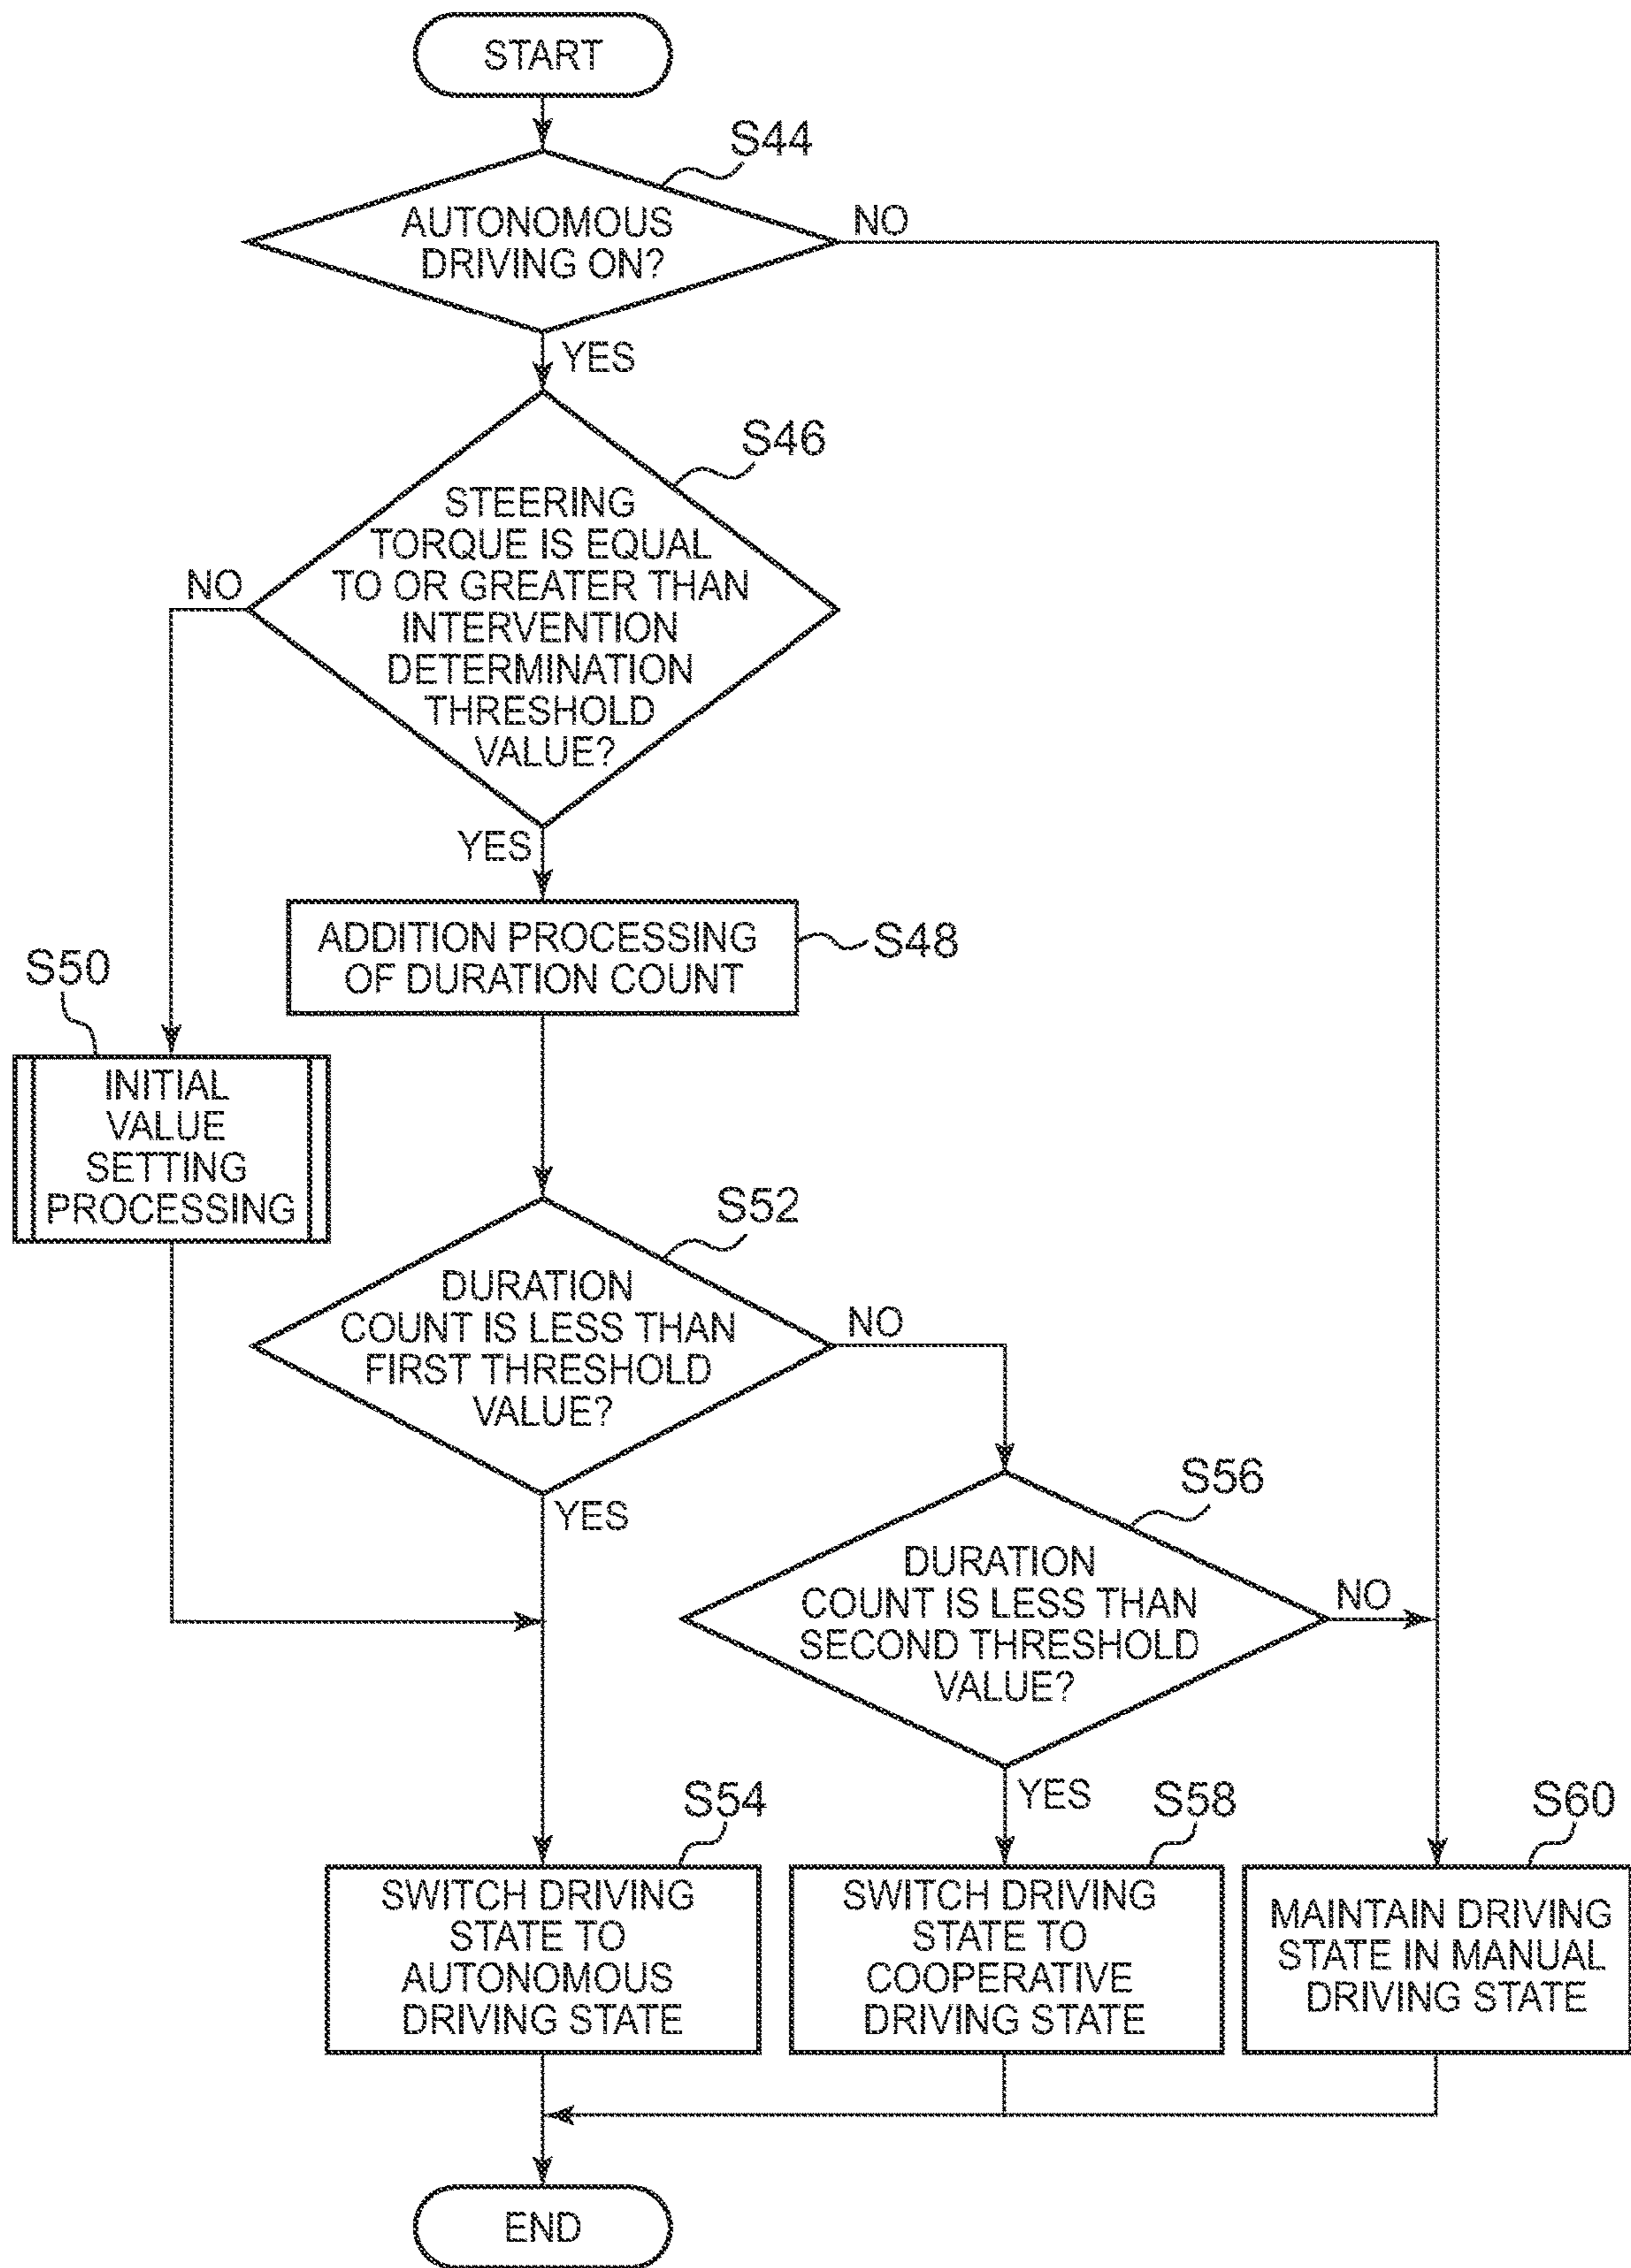 START
S44
AUTONOMOUS
DRIVING ON?
NO
YES
S46
STEERING
TORQUE IS EQUAL
TO OR GREATER THAN
INTERVENTION
DETERMINATION
THRESHOLD
VALUE?
NO
YES
ADDITION PROCESSING
OF DURATION COUNT
S48
S50
INITIAL
VALUE
SETTING
PROCESSING
S52
DURATION
COUNT IS LESS THAN
FIRST THRESHOLD
VALUE?
NO
YES
S56
DURATION
COUNT IS LESS THAN
SECOND THRESHOLD
VALUE?
NO
YES
S54
SWITCH DRIVING
STATE TO
AUTONOMOUS
DRIVING STATE
S58
SWITCH DRIVING
STATE TO
COOPERATIVE
DRIVING STATE
S60
MAINTAIN DRIVING
STATE IN MANUAL
DRIVING STATE
END